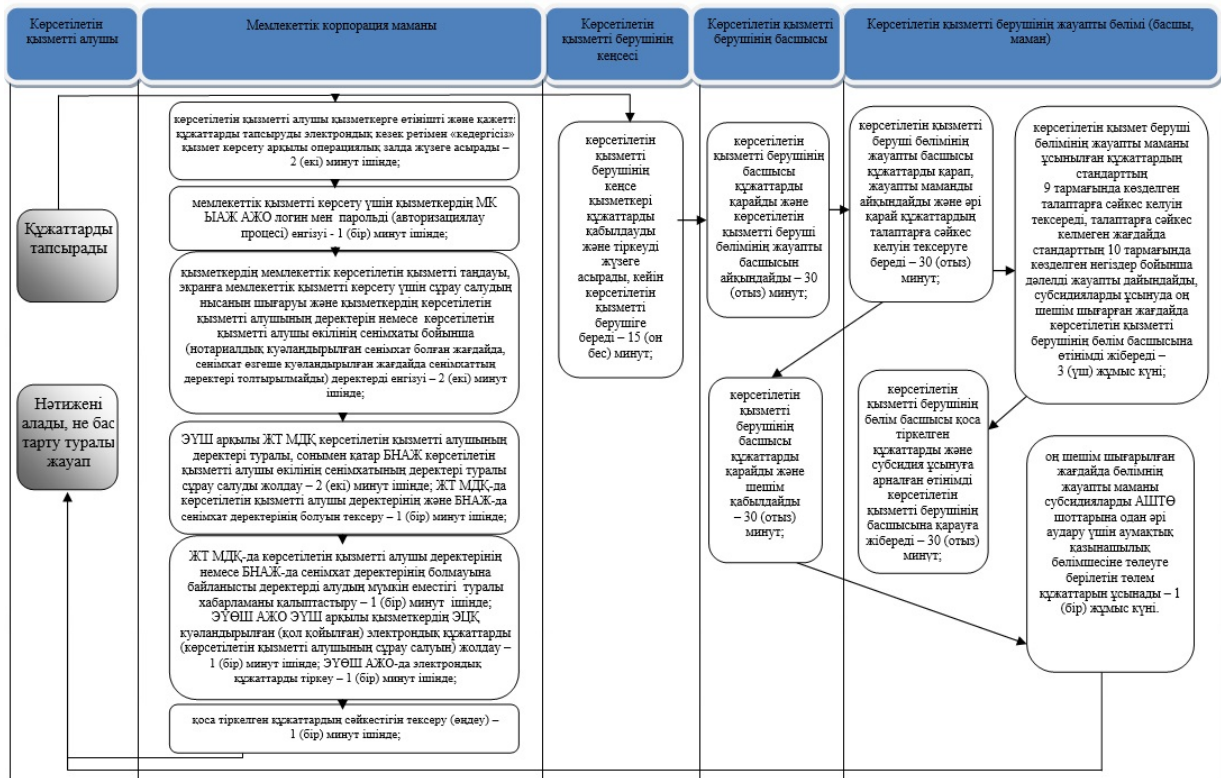 Көрсетілетін
қызметті алушы
Мемлекеттік корпорация маманы
Көрсетілетін
қызметті берушінің
кеңсесі
Көрсетілетін қызметті
берушінің басшысы
Көрсетілетін қызметті берушінің жауапты бөлімі (басшы,
маман)
Құжаттарды
тапсырады
Нәтижені
алады, не бас
тарту туралы
жауап
көрсетілетін қызметті алушы қызметкерге өтінішті және қажетті
құжаттарды тапсыруды электрондық кезек ретімен «кедергісіз»
қызмет көрсету арқылы операциялық залда жүзеге асырады –
2 (екі) минут ішінде;
мемлекеттік қызметті көрсету үшін қызметкердің МК
ЫАЖ АЖО логин мен парольді (авторизациялау
процесі) енгізуі - 1 (бір) минут ішінде;
қызметкердің мемлекеттік көрсетілетін қызметті таңдауы,
экранға мемлекеттік қызметті көрсету үшін сұрау салудың
нысанын шығаруы және қызметкердің көрсетілетін
қызметті алушының деректерін немесе көрсетілетін
қызметті алушы өкілінің сенімхаты бойынша
(нотариалдық куәландырылған сенімхат болған жағдайда,
сенімхат өзгеше куәландырылған жағдайда сенімхаттың
деректері толтырылмайды) деректерді енгізуі – 2 (екі) минут
ішінде;
ЭҮШ арқылы ЖТ МДҚ көрсетілетін қызметті алушының
деректері туралы, сонымен қатар БНАЖ көрсетілетін
қызметті алушы өкілінің сенімхатының деректері туралы
сұрау салуды жолдау – 2 (екі) минут ішінде; ЖТ МДҚ-да
көрсетілетін қызметті алушы деректерінің және БНАЖ-да
сенімхат деректерінің болуын тексеру – 1 (бір) минут ішінде;
ЖТ МДҚ-да көрсетілетін қызметті алушы деректерінің
немесе БНАЖ-да сенімхат деректерінің болмауына
байланысты деректерді алудың мүмкін еместігі туралы
хабарламаны қалыптастыру – 1 (бір) минут ішінде;
ЭҮӨШ АЖО ЭҮШ арқылы қызметкердің ЭЦҚ
куәландырылған (қол қойылған) электрондық құжаттарды
(көрсетілетін қызметті алушының сұрау салуын) жолдау –
1 (бір) минут ішінде; ЭҮӨШ АЖО-да электрондық
құжаттарды тіркеу – 1 (бір) минут ішінде;
қоса тіркелген құжаттардың сәйкестігін тексеру (өңдеу) –
1 (бір) минут ішінде;
көрсетілетін
қызметті
берушінің
кеңсе
қызметкері
құжаттарды
қабылдауды
және тіркеуді
жүзеге
асырады, кейін
көрсетілетін
қызметті
берушіге
береді – 15 (он
бес) минут;
көрсетілетін
қызметті берушінің
басшысы
құжаттарды
қарайды және
көрсетілетін
қызметті беруші
бөлімінің жауапты
басшысын
айқындайды – 30
(отыз) минут;
көрсетілетін
қызметті
берушінің
басшысы
құжаттарды
қарайды және
шешім
қабылдайды
– 30 (отыз)
минут;
көрсетілетін қызметті
беруші бөлімінің
жауапты басшысы
құжаттарды қарап,
жауапты маманды
айқындайды және әрі
қарай құжаттардың
талаптарға сәйкес
келуін тексеруге
береді – 30 (отыз)
минут;
көрсетілетін
қызметті берушінің
бөлім басшысы қоса
тіркелген
құжаттарды және
субсидия ұсынуға
арналған өтінімді
көрсетілетін
қызметті берушінің
басшысына қарауға
жібереді – 30 (отыз)
минут;
көрсетілетін қызмет беруші
бөлімінің жауапты маманы
ұсынылған құжаттардың
стандарттың
9 тармағында көзделген
талаптарға сәйкес келуін
тексереді, талаптарға сәйкес
келмеген жағдайда
стандарттың 10 тармағында
көзделген негіздер бойынша
дәлелді жауапты дайындайды,
субсидияларды ұсынуда оң
шешім шығарған жағдайда
көрсетілетін қызметті
берушінің бөлім басшысына
өтінімді жібереді –
3 (үш) жұмыс күні;
оң шешім шығарылған
жағдайда бөлімнің
жауапты маманы
субсидияларды АШТӨ
шоттарына одан әрі
аудару үшін аумақтық
қазынашылық
бөлімшесіне төлеуге
берілетін төлем
құжаттарын ұсынады – 1
(бір) жұмыс күні.